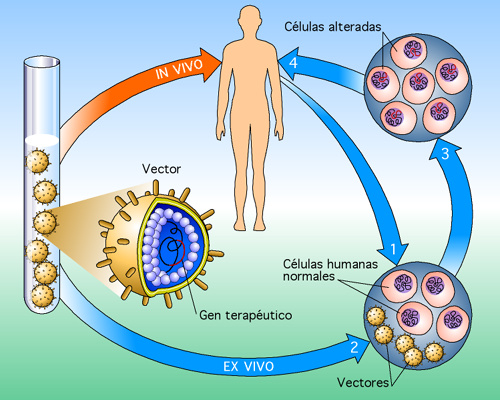 Células alteradas
IN VIVO
4
Vector
3
1
Células humanas
normales
Gen terapéutico
2
EX VIVO
Vectores